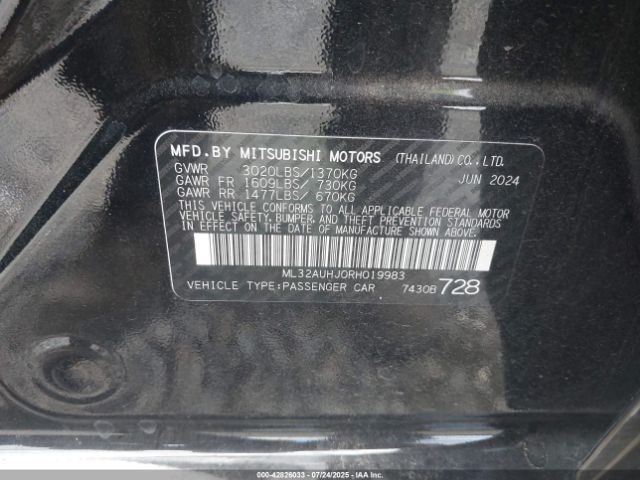 MFD.BY MITSUBISHI MOTORS (THAILAND)CO.,LTD.
GVWR 3020LBS/1370KG JUN 2024
GAWR FR 1609LBS/ 730KG
GAWR RR 1477LBS/ 670KG
THIS VEHICLE CONFORMS TO ALL APPLICABLE FEDERAL MOTOR
VEHICLE SAFETY, BUMPER, AND THEFT PREVENTION STANDARDS
IN EFFECT ON THE DATE OF MANUFACTURE SHOWN ABOVE.
ML32AUHJ0RH019983
VEHICLE TYPE:PASSENGER CAR 7430B 728
000-42826033 - 07/24/2025 - IAAI.COM